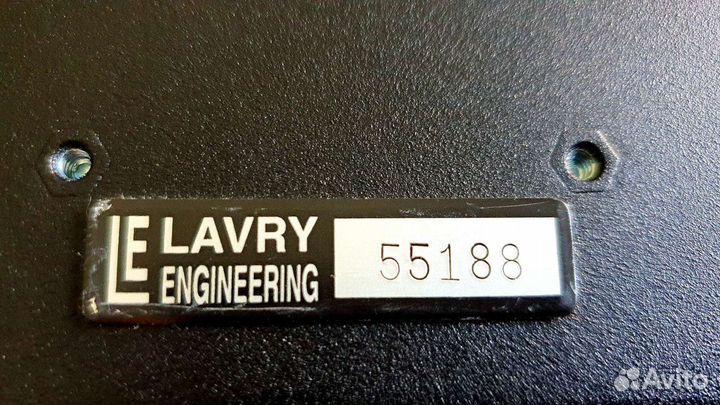 LE LAVRY
ENGINEERING
55188
Avito